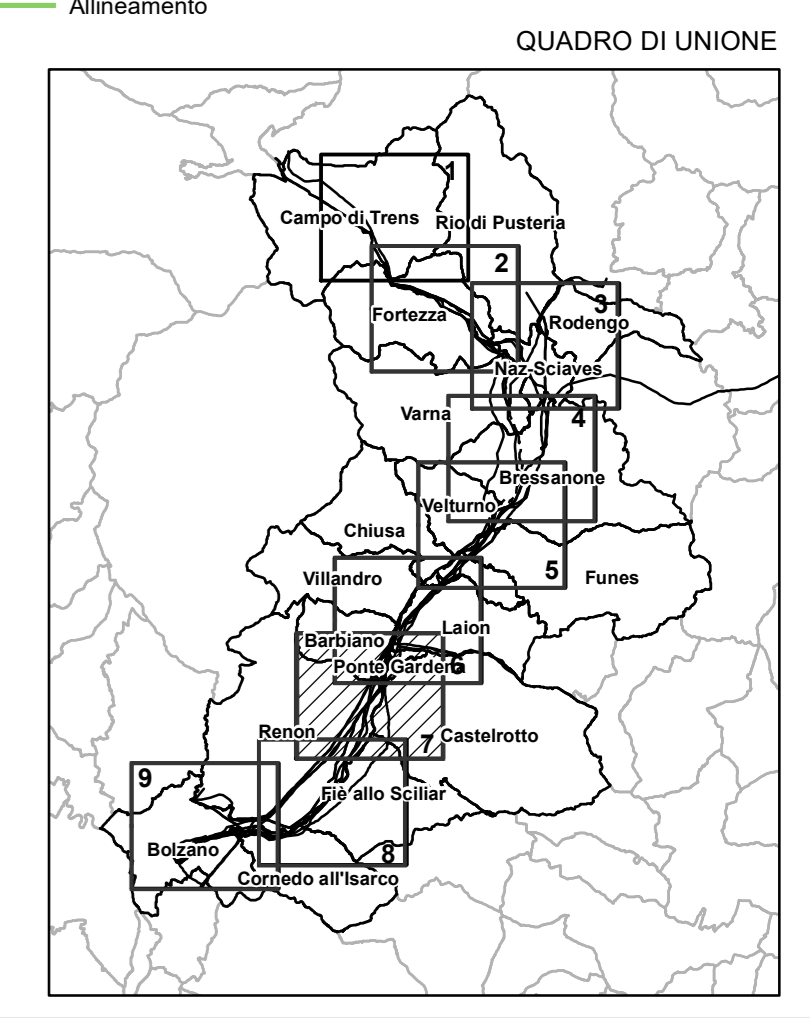 Allineamento
QUADRO DI UNIONE
1
Campo di Trens
Rio di Pusteria
2
3
Fortezza
Rodengo
Naz-Sciaves
Varna
4
Bressanone
Velturno
Chiusa
5
Villandro
Funes
Laion
Barbiano
Ponte Gardena
6
Renon
7
Castelrotto
9
Fiè allo Sciliar
Bolzano
8
Cornedo all'Isarco